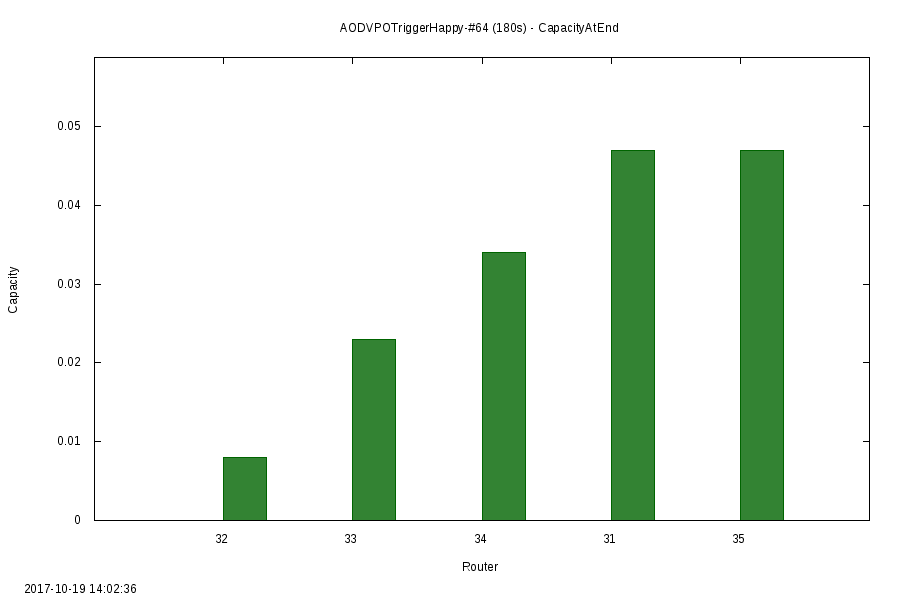 AODVPOTriggerHappy-#64 (180s) - CapacityAtEnd
0.05
0.04
0.03
0.02
0.01
0
Capacity
32 33 34 31 35
Router
2017-10-19 14:02:36